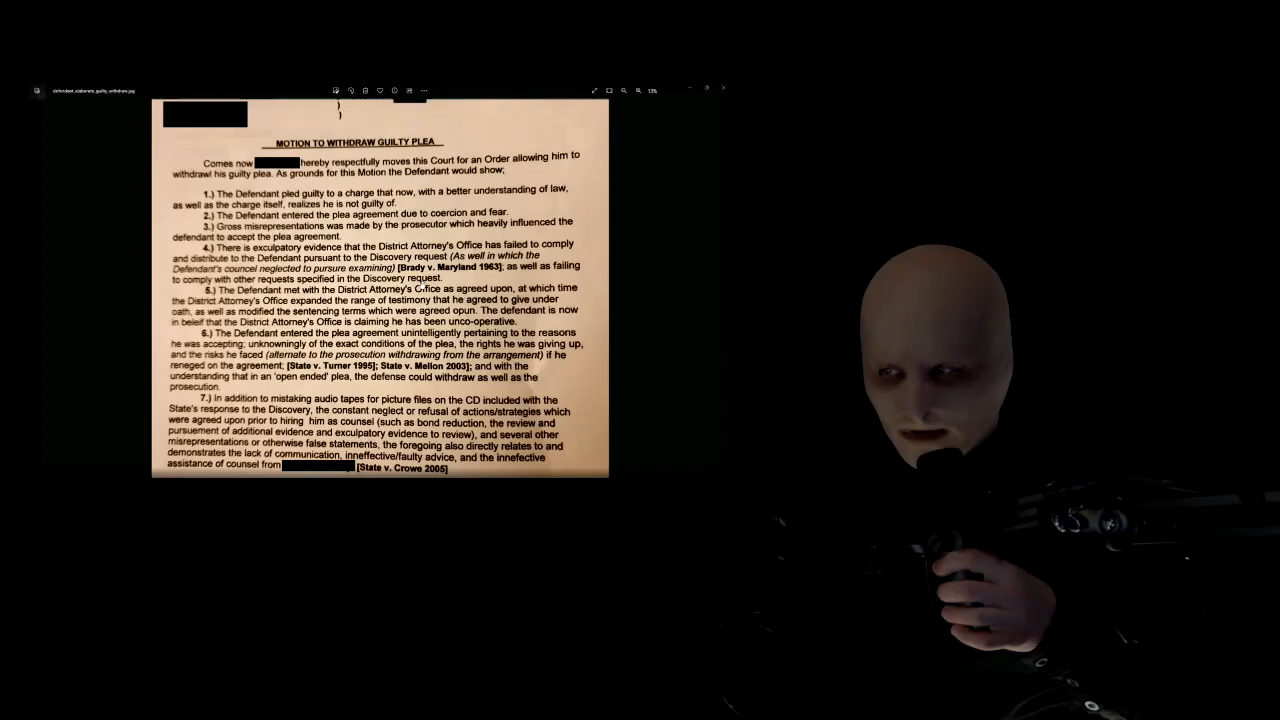 defendant_elaborate_guilty_withdraw.jpg
13%
)
)
MOTION TO WITHDRAW GUILTY PLEA
Comes now hereby respectfully moves this Court for an Order allowing him to
withdrawl his guilty plea. As grounds for this Motion the Defendant would show;
1.) The Defendant pled guilty to a charge that now, with a better understanding of law,
as well as the charge itself, realizes he is not guilty of.
2.) The Defendant entered the plea agreement due to coercion and fear.
3.) Gross misrepresentations was made by the prosecutor which heavily influenced the
defendant to accept the plea agreement.
4.) There is exculpatory evidence that the District Attorney's Office has failed to comply
and distribute to the Defendant pursuant to the Discovery request (As well in which the
Defendant's councel neglected to pursure examining) [Brady v. Maryland 1963]; as well as failing
to comply with other requests specified in the Discovery request.
5.) The Defendant met with the District Attorney's Office as agreed upon, at which time
the District Attorney's Office expanded the range of testimony that he agreed to give under
oath, as well as modified the sentencing terms which were agreed opun. The defendant is now
in beleif that the District Attorney's Office is claiming he has been unco-operative.
6.) The Defendant entered the plea agreement unintelligently pertaining to the reasons
he was accepting; unknowningly of the exact conditions of the plea, the rights he was giving up,
and the risks he faced (alternate to the prosecution withdrawing from the arrangement) if he
reneged on the agreement; [State v. Turner 1995]; State v. Mellon 2003]; and with the
understanding that in an 'open ended' plea, the defense could withdraw as well as the
prosecution.
7.) In addition to mistaking audio tapes for picture files on the CD included with the
State's response to the Discovery, the constant neglect or refusal of actions/strategies which
were agreed upon prior to hiring him as counsel (such as bond reduction, the review and
pursuement of additional evidence and exculpatory evidence to review), and several other
misrepresentations or otherwise false statements, the foregoing also directly relates to and
demonstrates the lack of communication, inneffective/faulty advice, and the innefective
assistance of counsel from [State v. Crowe 2005]